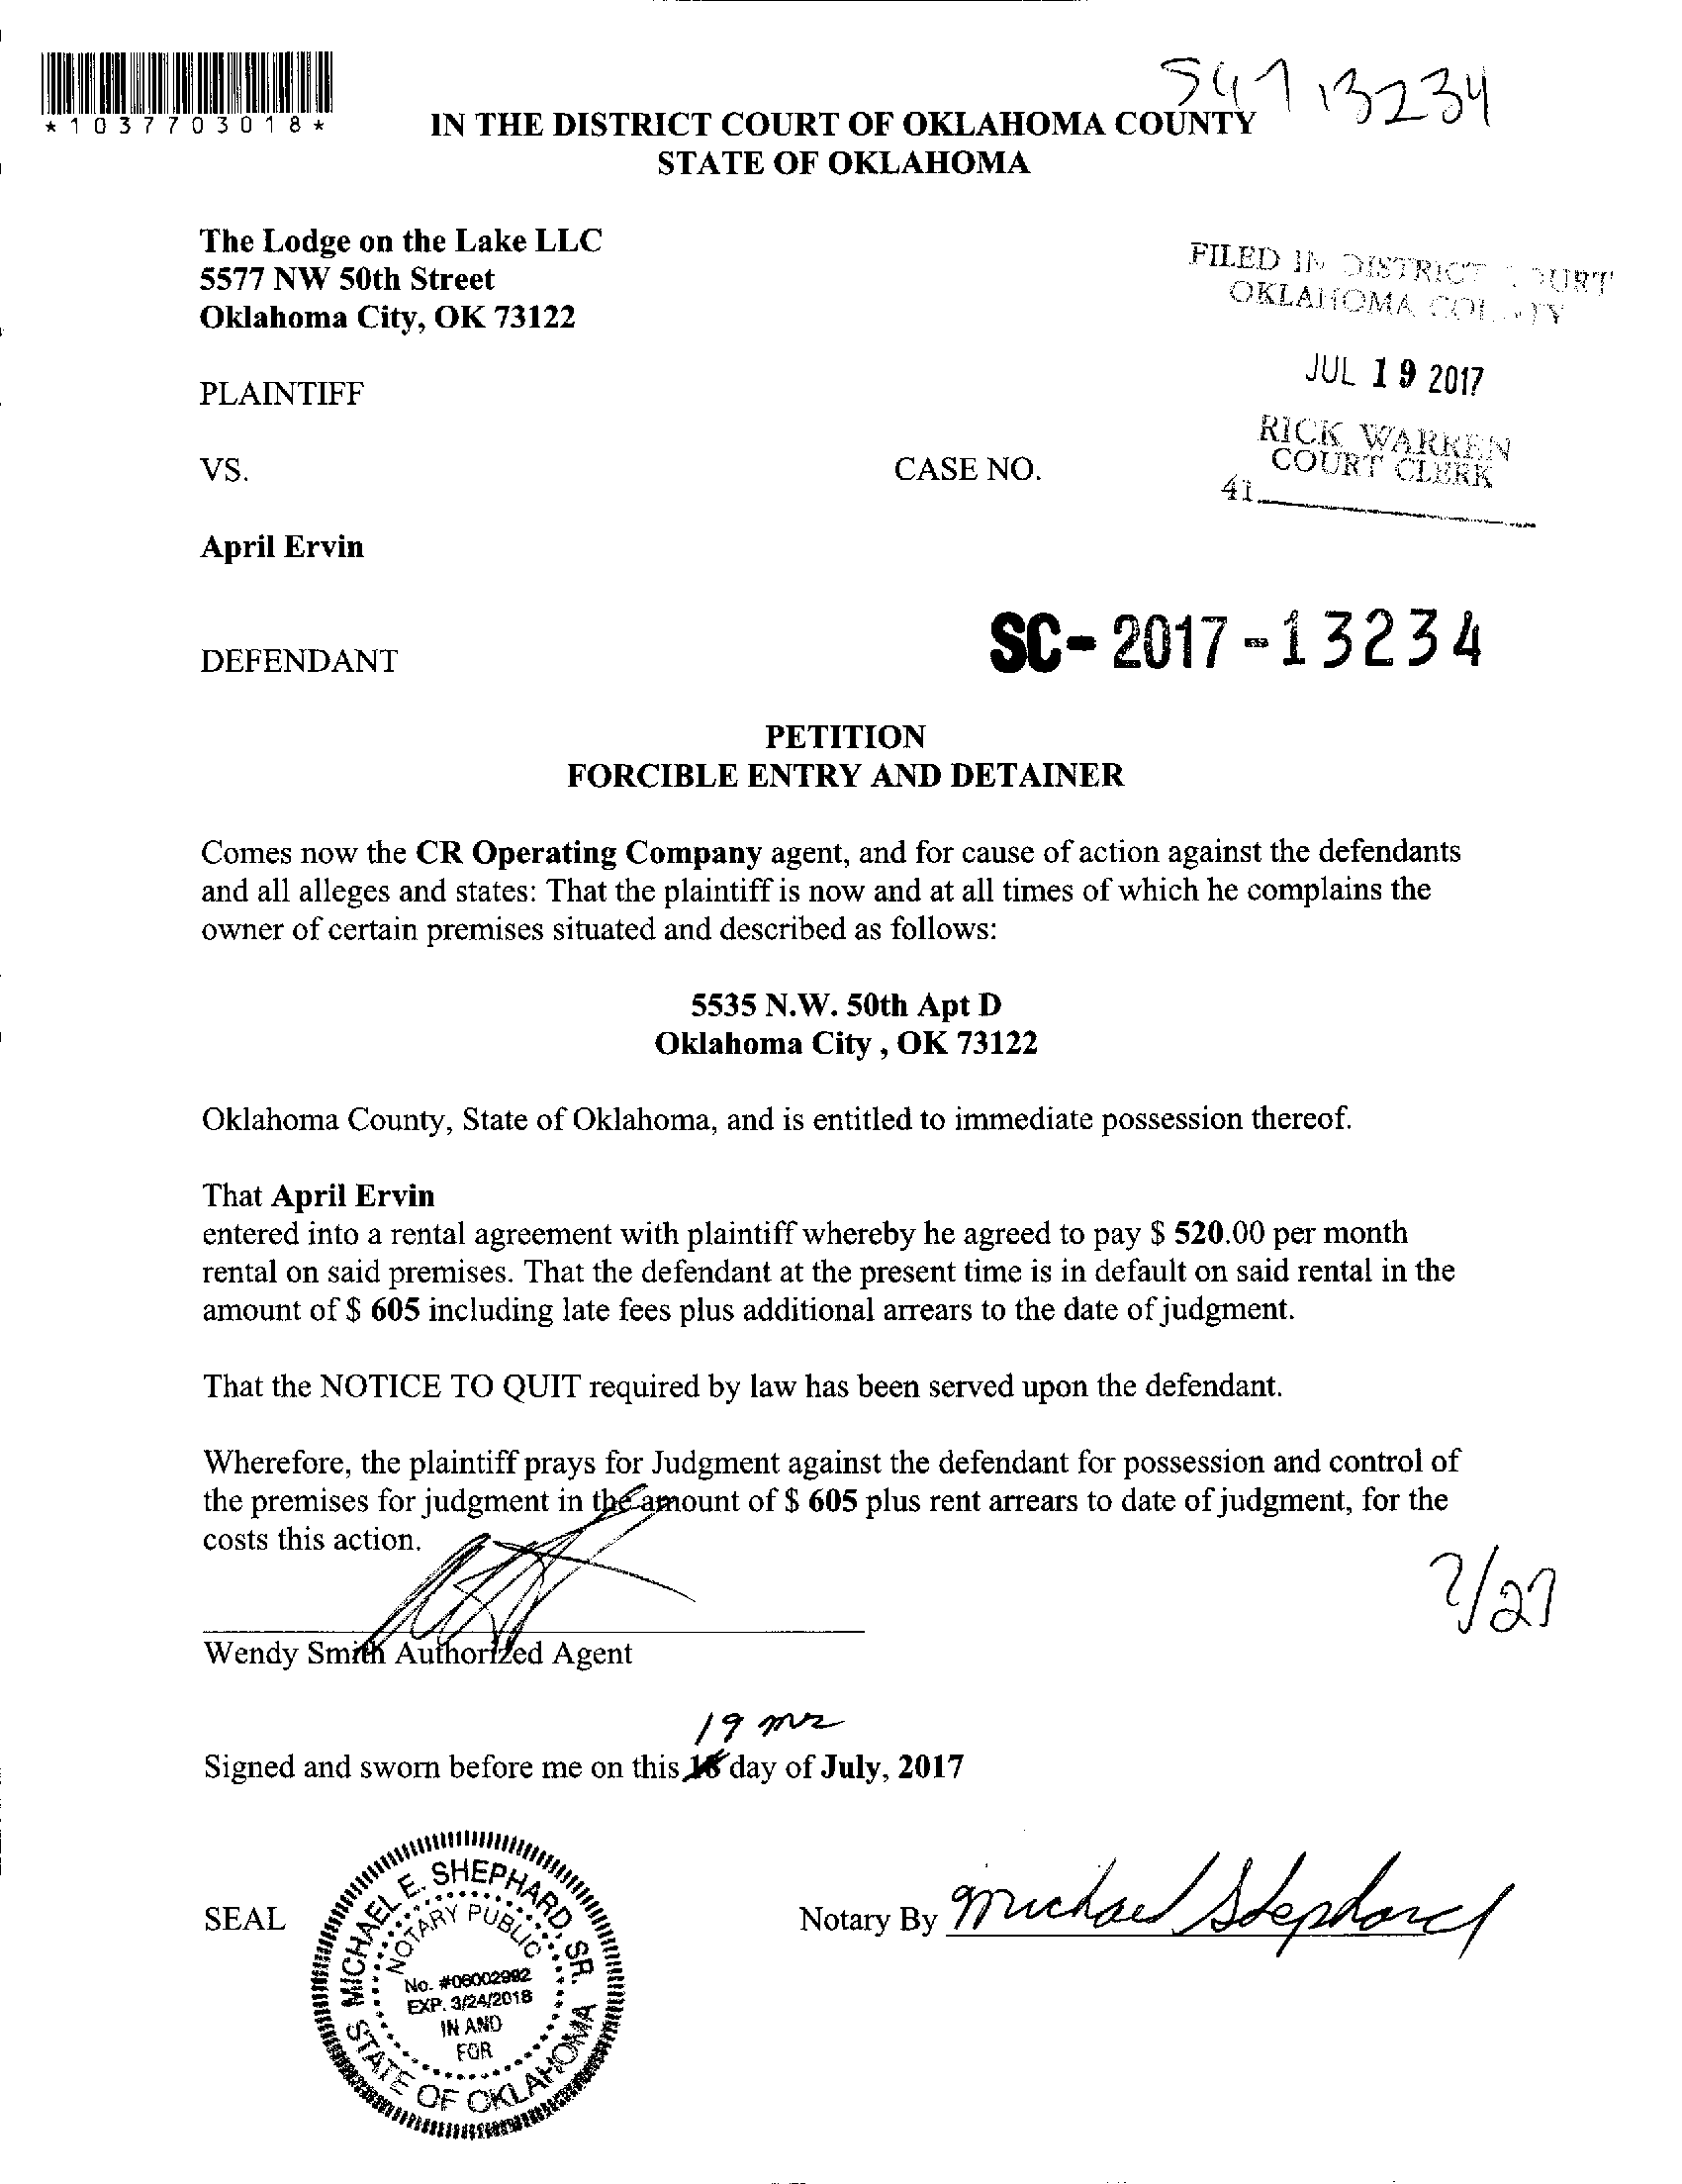 *1037703018*
13234
IN THE DISTRICT COURT OF OKLAHOMA COUNTY
STATE OF OKLAHOMA
The Lodge on the Lake LLC
5577 NW 50th Street
Oklahoma City, OK 73122
FILED IN DISTRICT COURT
OKLAHOMA COUNTY
JUL 19 2017
RICK WARREN
COURT CLERK
41
PLAINTIFF
VS.
CASE NO.
April Ervin
SC-2017-13234
DEFENDANT
PETITION
FORCIBLE ENTRY AND DETAINER
Comes now the CR Operating Company agent, and for cause of action against the defendants
and all alleges and states: That the plaintiff is now and at all times of which he complains the
owner of certain premises situated and described as follows:
5535 N.W. 50th Apt D
Oklahoma City , OK 73122
Oklahoma County, State of Oklahoma, and is entitled to immediate possession thereof.
That April Ervin
entered into a rental agreement with plaintiff whereby he agreed to pay $ 520.00 per month
rental on said premises. That the defendant at the present time is in default on said rental in the
amount of $ 605 including late fees plus additional arrears to the date of judgment.
That the NOTICE TO QUIT required by law has been served upon the defendant.
Wherefore, the plaintiff prays for Judgment against the defendant for possession and control of
the premises for judgment in the amount of $ 605 plus rent arrears to date of judgment, for the
costs this action.
7/27
Wendy Smith Authorized Agent
19
Signed and sworn before me on this 18 day of July, 2017
SEAL
MICHAEL E. SHEPHARD, SR.
NOTARY PUBLIC
No. #06002992
EXP. 3/24/2018
IN AND
FOR
STATE OF OKLAHOMA
Notary By Michael Shephard